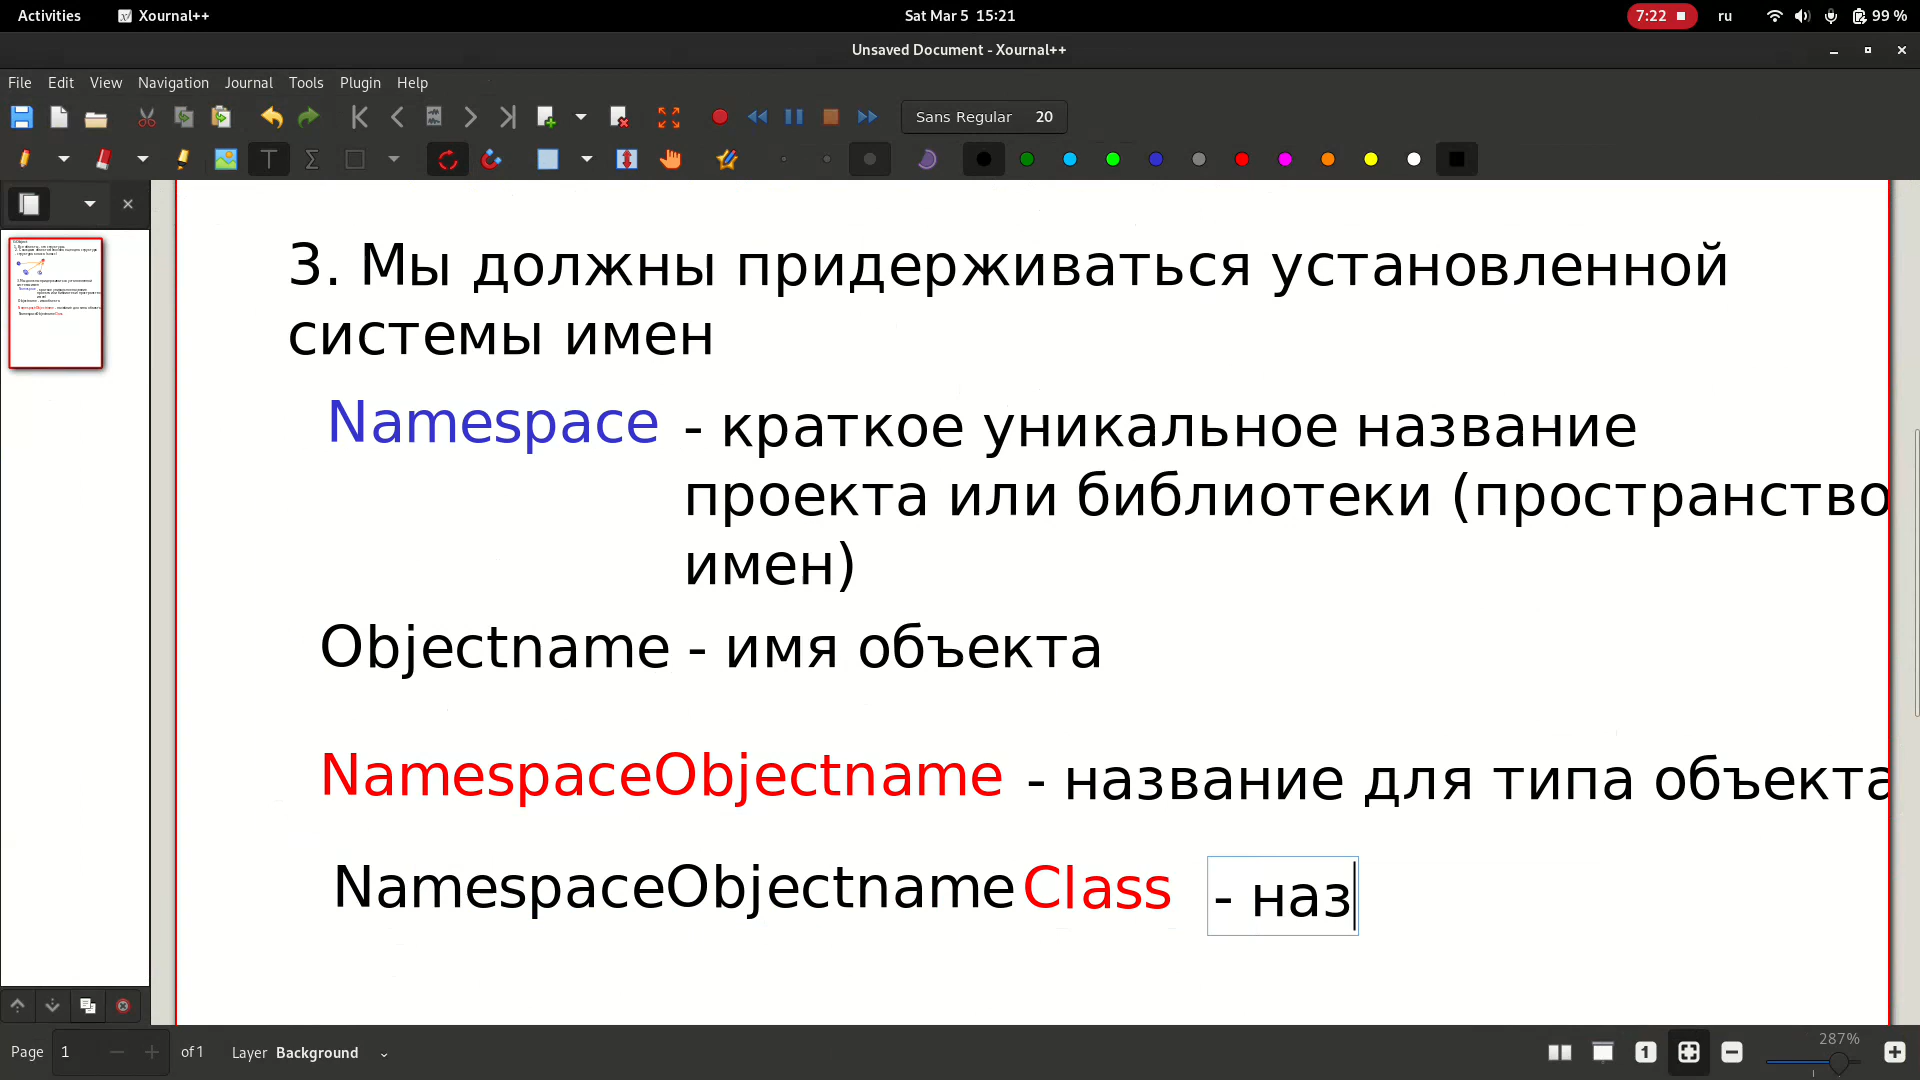 Activities Xournal++ Sat Mar 5 15:21 7:22 ru 99 %
Unsaved Document - Xournal++
File Edit View Navigation Journal Tools Plugin Help
Sans Regular 20
3. Мы должны придерживаться установленной
системы имен
Namespace - краткое уникальное название
проекта или библиотеки (пространство
имен)
Objectname - имя объекта
NamespaceObjectname - название для типа объекта
NamespaceObjectnameClass - наз
Page 1 of 1 Layer Background 287%